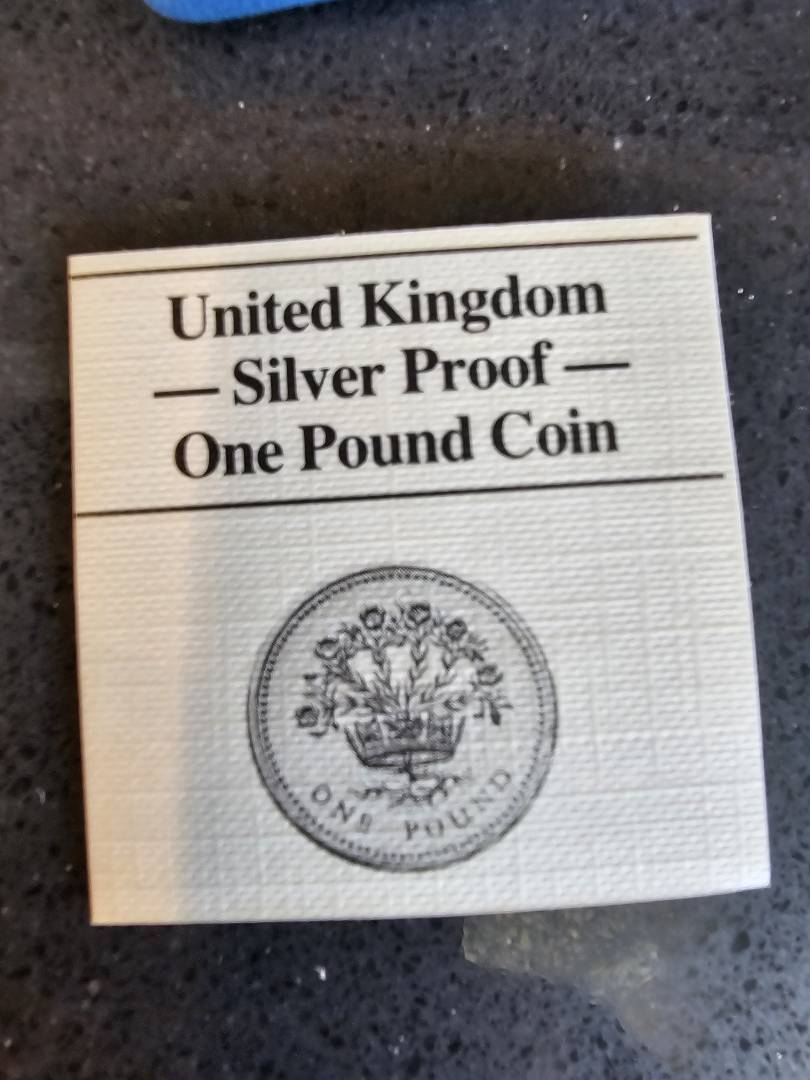 United Kingdom
— Silver Proof —
One Pound Coin
ONE POUND